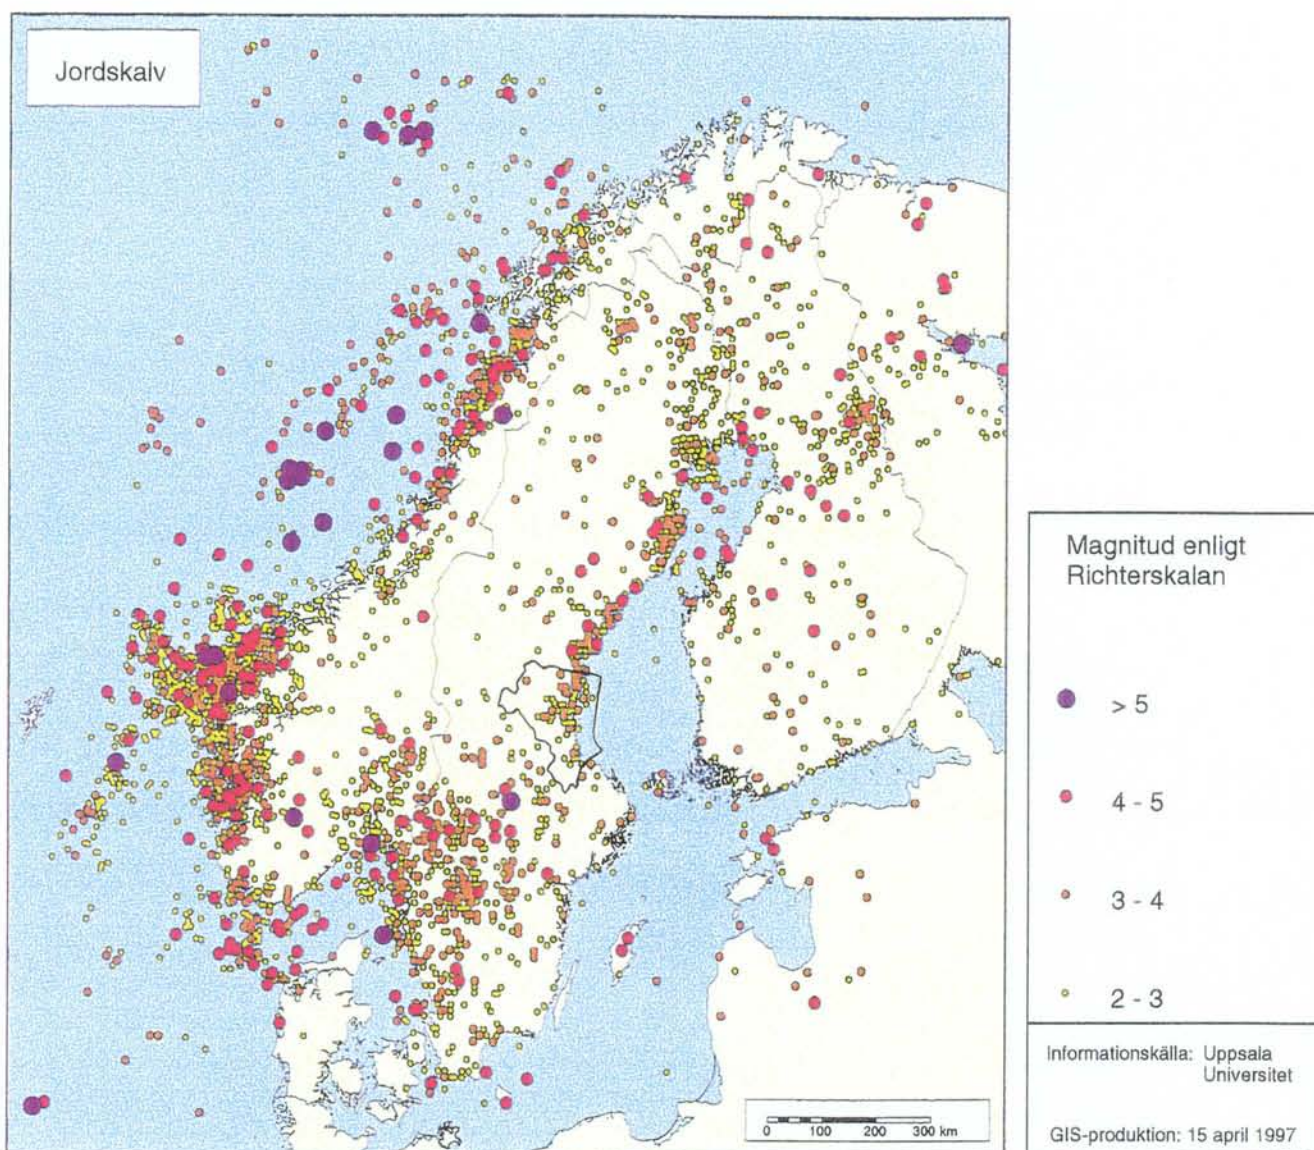 Jordskalv
Magnitud enligt
Richterskalan
> 5
4 - 5
3 - 4
2 - 3
0 100 200 300 km
Informationskälla: Uppsala
Universitet
GIS-produktion: 15 april 1997